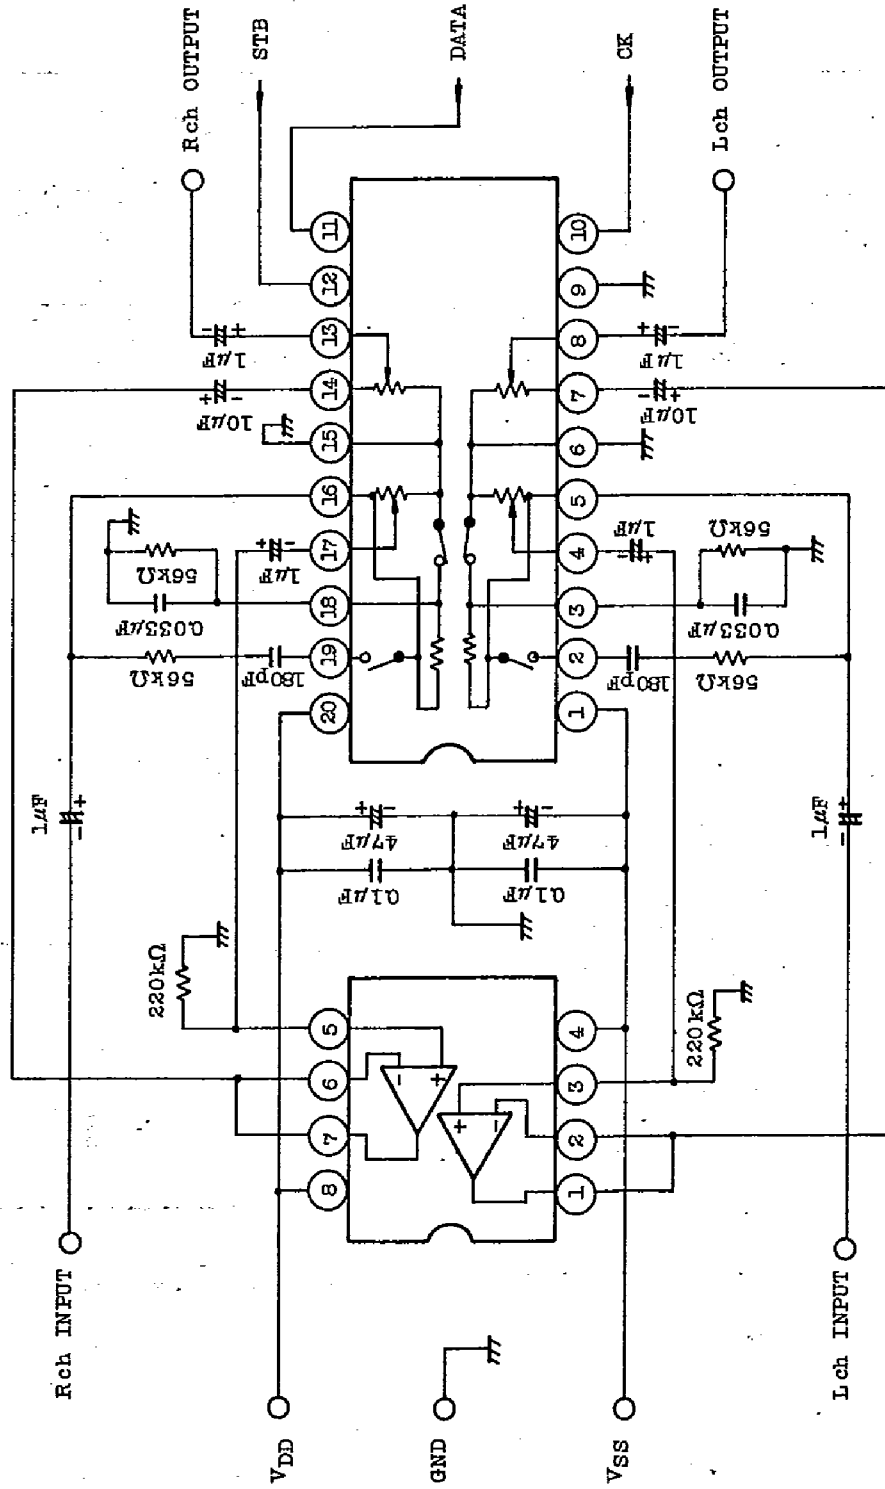 Rch INPUT
1μF
220kΩ
56kΩ
0.033μF
56kΩ
180pF
1μF
10μF
1μF
Rch OUTPUT
STB
V_DD
8
7
6
5
20
19
18
17
16
15
14
13
12
11
-
+
0.1μF
47μF
GND
DATA
+
-
0.1μF
47μF
1
2
3
4
1
2
3
4
5
6
7
8
9
10
V_SS
CK
180pF
56kΩ
0.033μF
56kΩ
1μF
10μF
1μF
220kΩ
Lch INPUT
1μF
Lch OUTPUT